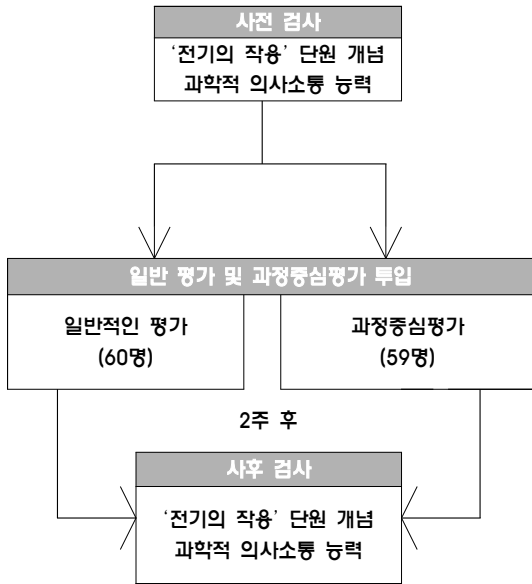 사전 검사
‘전기의 작용’ 단원 개념
과학적 의사소통 능력
일반 평가 및 과정중심평가 투입
일반적인 평가
(60명)
과정중심평가
(59명)
2주 후
사후 검사
‘전기의 작용’ 단원 개념
과학적 의사소통 능력